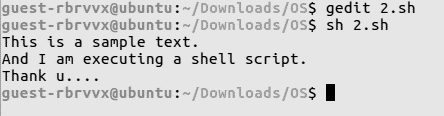 guest-rbrvvx@ubuntu:~/Downloads/OS$ gedit 2.sh
guest-rbrvvx@ubuntu:~/Downloads/OS$ sh 2.sh
This is a sample text.
And I am executing a shell script.
Thank u....
guest-rbrvvx@ubuntu:~/Downloads/OS$